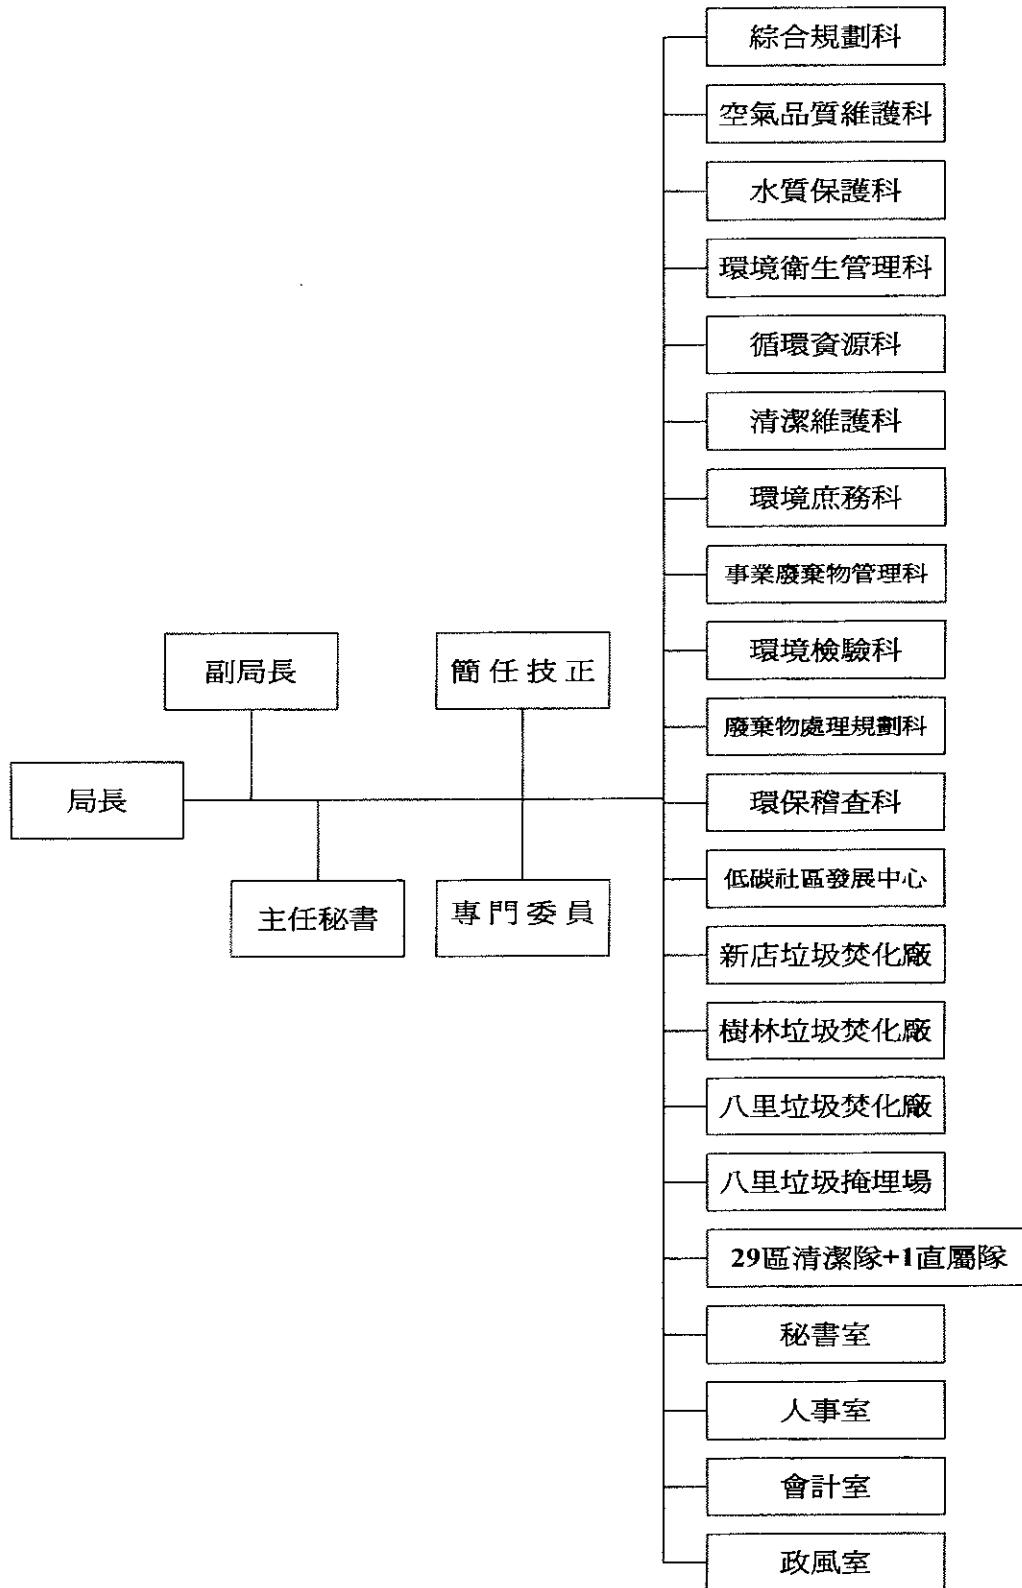 綜合規劃科
空氣品質維護科
水質保護科
環境衛生管理科
循環資源科
清潔維護科
環境庶務科
事業廢棄物管理科
環境檢驗科
廢棄物處理規劃科
環保稽查科
低碳社區發展中心
新店垃圾焚化廠
樹林垃圾焚化廠
八里垃圾焚化廠
八里垃圾掩埋場
29區清潔隊+1直屬隊
秘書室
人事室
會計室
政風室
副局長
簡任技正
局長
主任秘書
專門委員